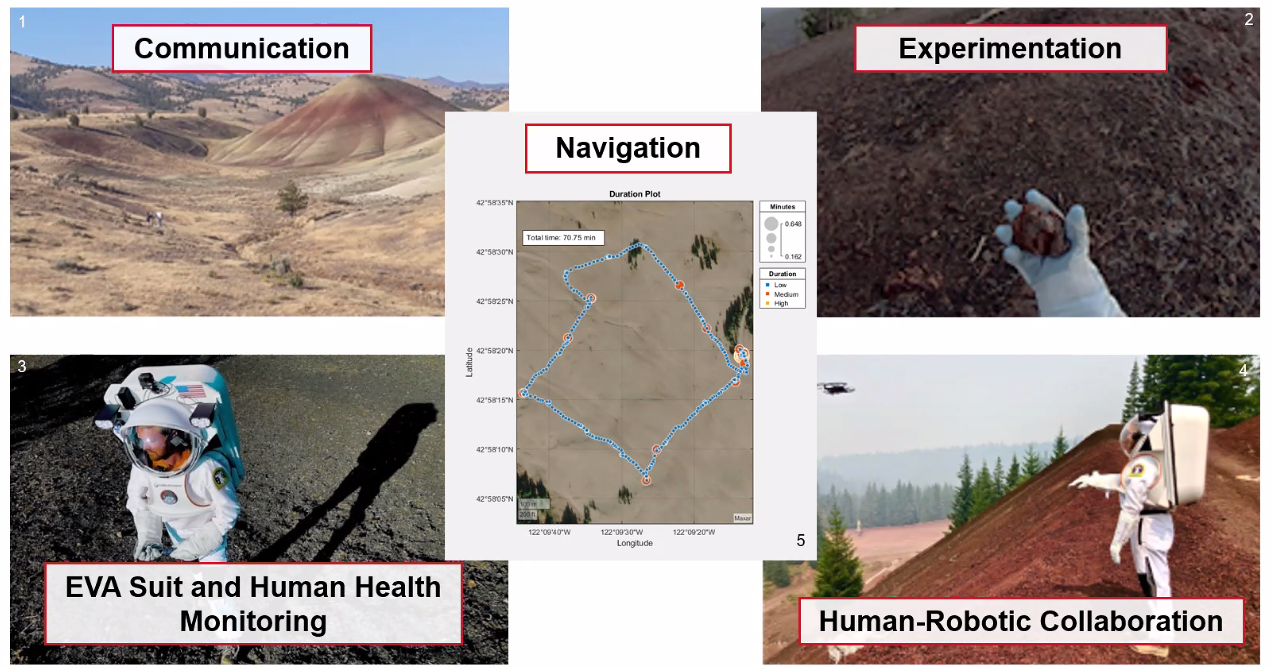 1
Communication
2
Experimentation
Navigation
Duration Plot
42°58'35"N
42°58'30"N
42°58'25"N
42°58'20"N
42°58'15"N
42°58'10"N
42°58'05"N
Latitude
Total time: 70.75 min
Minutes
0.648
0.162
Duration
Low
Medium
High
200 ft
Maxar
122°09'40"W
122°09'30"W
122°09'20"W
Longitude
5
3
EVA Suit and Human Health
Monitoring
4
Human-Robotic Collaboration